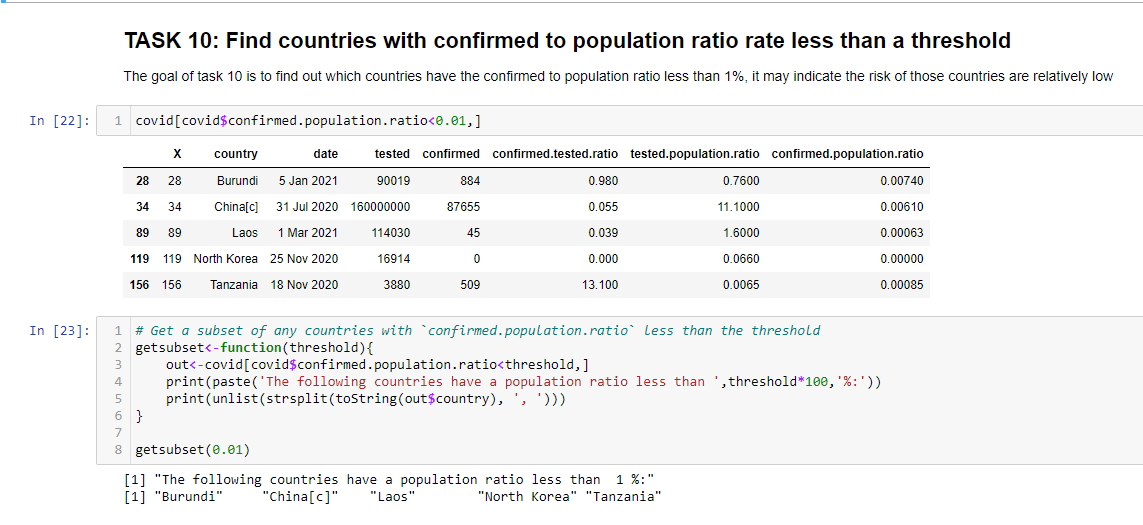 TASK 10: Find countries with confirmed to population ratio rate less than a threshold
The goal of task 10 is to find out which countries have the confirmed to population ratio less than 1%, it may indicate the risk of those countries are relatively low
In [22]: 1 covid[covid$confirmed.population.ratio<0.01,]
X country date tested confirmed confirmed.tested.ratio tested.population.ratio confirmed.population.ratio
28 28 Burundi 5 Jan 2021 90019 884 0.980 0.7600 0.00740
34 34 China[c] 31 Jul 2020 160000000 87655 0.055 11.1000 0.00610
89 89 Laos 1 Mar 2021 114030 45 0.039 1.6000 0.00063
119 119 North Korea 25 Nov 2020 16914 0 0.000 0.0660 0.00000
156 156 Tanzania 18 Nov 2020 3880 509 13.100 0.0065 0.00085
In [23]: 1 # Get a subset of any countries with `confirmed.population.ratio` less than the threshold
2 getsubset<-function(threshold){
3 out<-covid[covid$confirmed.population.ratio<threshold,]
4 print(paste('The following countries have a population ratio less than ',threshold*100,'%:'))
5 print(unlist(strsplit(toString(out$country), ', ')))
6 }
7
8 getsubset(0.01)
[1] "The following countries have a population ratio less than  1 %:"
[1] "Burundi" "China[c]" "Laos" "North Korea" "Tanzania"